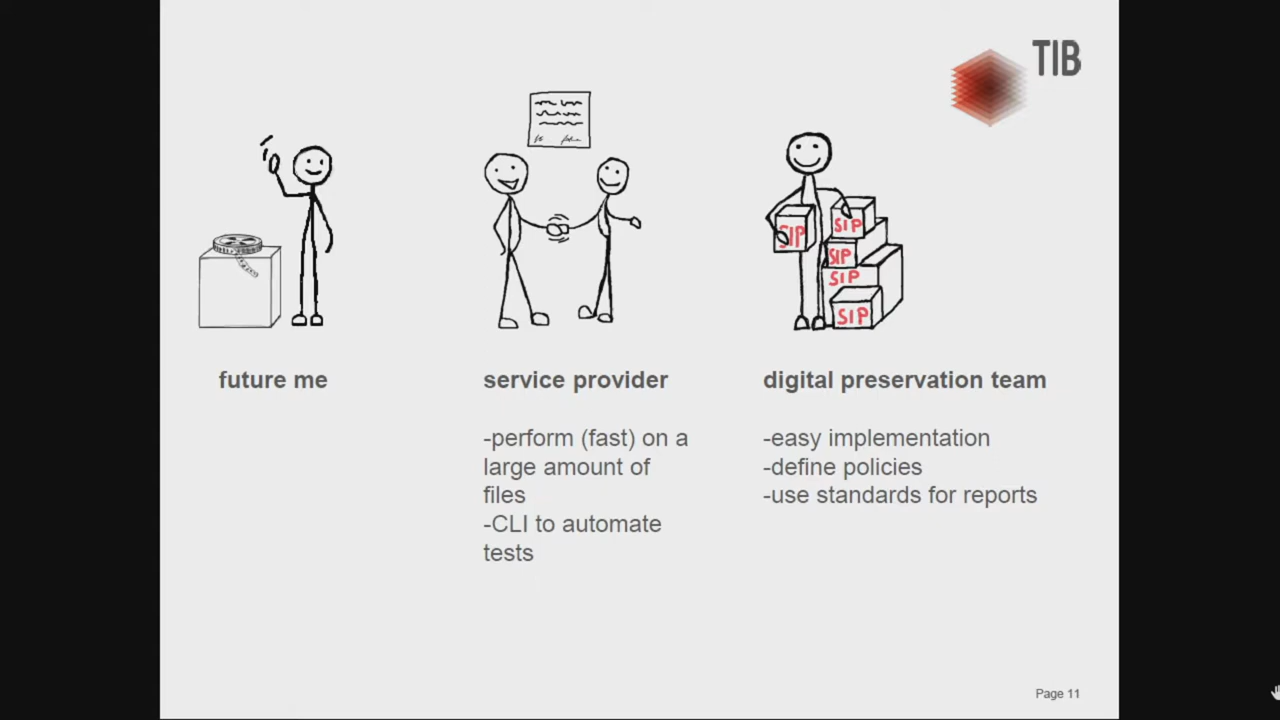 TIB
SIP
SIP
SIP
SIP
SIP
future me
service provider
digital preservation team
-perform (fast) on a
large amount of
files
-CLI to automate
tests
-easy implementation
-define policies
-use standards for reports
Page 11